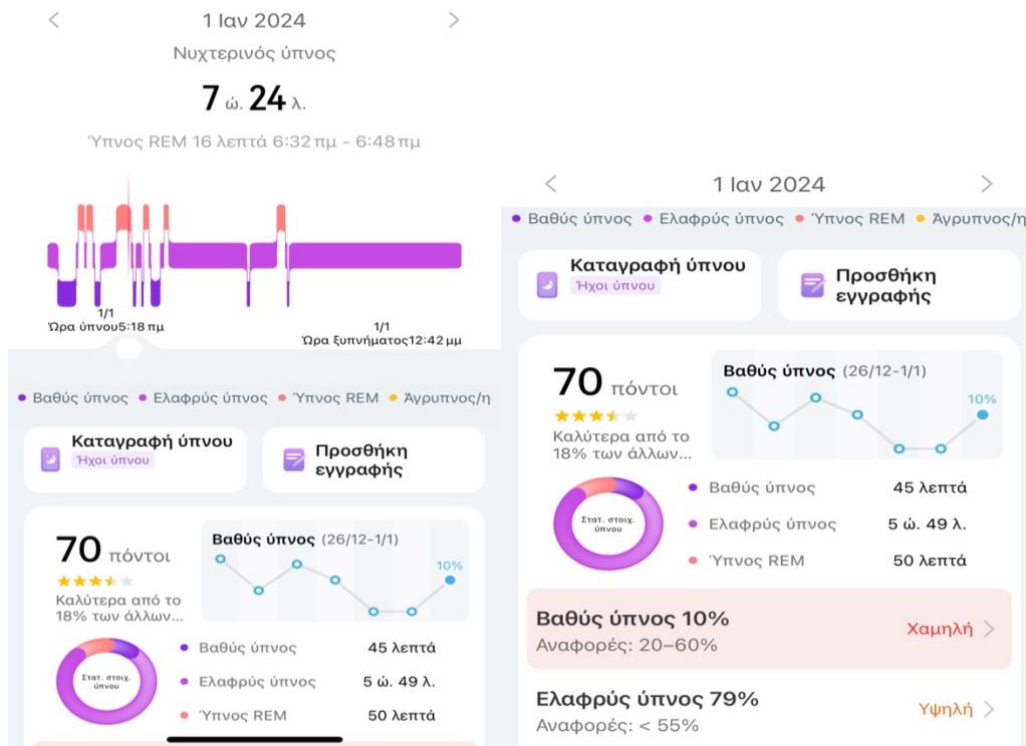 1 Ιαν 2024
Νυχτερινός ύπνος
7 ώ. 24 λ.
Ύπνος REM 16 λεπτά 6:32 πμ - 6:48 πμ
1/1
Ώρα ύπνου5:18 πμ
1/1
Ώρα ξυπνήματος12:42 μμ
Βαθύς ύπνος Ελαφρύς ύπνος Ύπνος REM Άγρυπνος/η
Καταγραφή ύπνου
Ήχοι ύπνου
Προσθήκη
εγγραφής
70 πόντοι
Καλύτερα από το
18% των άλλων...
Βαθύς ύπνος (26/12-1/1)
10%
Στατ. στοιχ.
ύπνου
Βαθύς ύπνος 45 λεπτά
Ελαφρύς ύπνος 5 ώ. 49 λ.
Ύπνος REM 50 λεπτά
1 Ιαν 2024
Βαθύς ύπνος Ελαφρύς ύπνος Ύπνος REM Άγρυπνος/η
Καταγραφή ύπνου
Ήχοι ύπνου
Προσθήκη
εγγραφής
70 πόντοι
Καλύτερα από το
18% των άλλων...
Βαθύς ύπνος (26/12-1/1)
10%
Στατ. στοιχ.
ύπνου
Βαθύς ύπνος 45 λεπτά
Ελαφρύς ύπνος 5 ώ. 49 λ.
Ύπνος REM 50 λεπτά
Βαθύς ύπνος 10% Χαμηλή
Αναφορές: 20–60%
Ελαφρύς ύπνος 79% Υψηλή
Αναφορές: < 55%